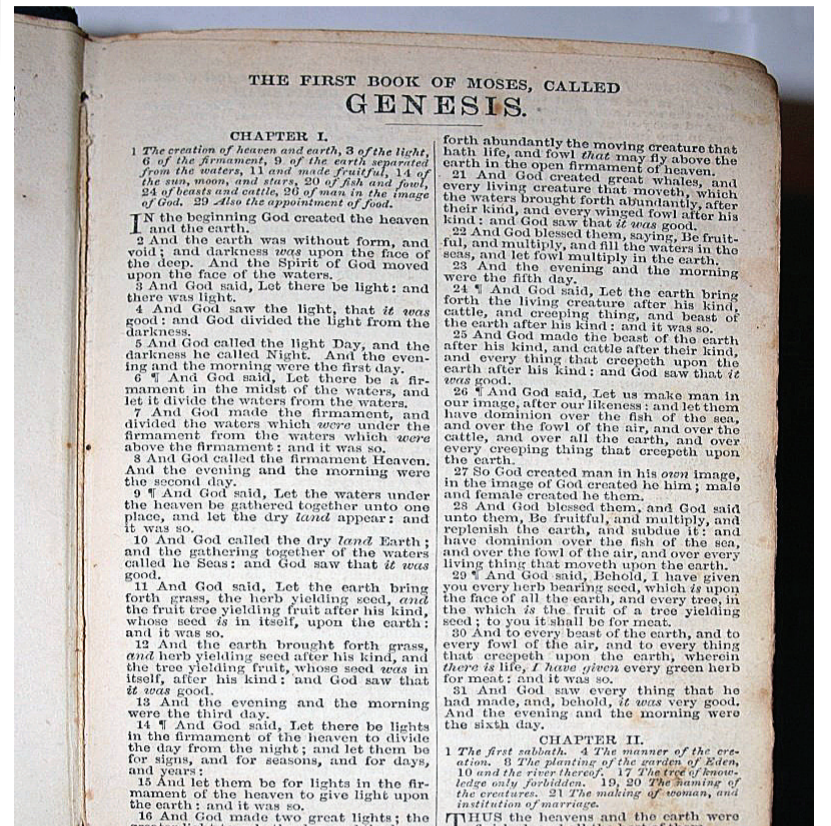 THE FIRST BOOK OF MOSES, CALLED
GENESIS.
CHAPTER I.
1 The creation of heaven and earth, 3 of the light,
6 of the firmament, 9 of the earth separated
from the waters, 11 and made fruitful, 14 of
the sun, moon, and stars, 20 of fish and fowl,
24 of beasts and cattle, 26 of man in the image
of God. 29 Also the appointment of food.
IN the beginning God created the heaven
and the earth.
2 And the earth was without form, and
void; and darkness was upon the face of
the deep. And the Spirit of God moved
upon the face of the waters.
3 And God said, Let there be light: and
there was light.
4 And God saw the light, that it was
good: and God divided the light from the
darkness.
5 And God called the light Day, and the
darkness he called Night. And the even-
ing and the morning were the first day.
6 ¶ And God said, Let there be a fir-
mament in the midst of the waters, and
let it divide the waters from the waters.
7 And God made the firmament, and
divided the waters which were under the
firmament from the waters which were
above the firmament: and it was so.
8 And God called the firmament Heaven.
And the evening and the morning were
the second day.
9 ¶ And God said, Let the waters under
the heaven be gathered together unto one
place, and let the dry land appear: and
it was so.
10 And God called the dry land Earth;
and the gathering together of the waters
called he Seas: and God saw that it was
good.
11 And God said, Let the earth bring
forth grass, the herb yielding seed, and
the fruit tree yielding fruit after his kind,
whose seed is in itself, upon the earth:
and it was so.
12 And the earth brought forth grass,
and herb yielding seed after his kind, and
the tree yielding fruit, whose seed was in
itself, after his kind: and God saw that
it was good.
13 And the evening and the morning
were the third day.
14 ¶ And God said, Let there be lights
in the firmament of the heaven to divide
the day from the night; and let them be
for signs, and for seasons, and for days,
and years:
15 And let them be for lights in the fir-
mament of the heaven to give light upon
the earth: and it was so.
16 And God made two great lights; the
forth abundantly the moving creature that
hath life, and fowl that may fly above the
earth in the open firmament of heaven.
21 And God created great whales, and
every living creature that moveth, which
the waters brought forth abundantly, after
their kind, and every winged fowl after his
kind: and God saw that it was good.
22 And God blessed them, saying, Be fruit-
ful, and multiply, and fill the waters in the
seas, and let fowl multiply in the earth.
23 And the evening and the morning
were the fifth day.
24 ¶ And God said, Let the earth bring
forth the living creature after his kind,
cattle, and creeping thing, and beast of
the earth after his kind: and it was so.
25 And God made the beast of the earth
after his kind, and cattle after their kind,
and every thing that creepeth upon the
earth after his kind: and God saw that it
was good.
26 ¶ And God said, Let us make man in
our image, after our likeness: and let them
have dominion over the fish of the sea,
and over the fowl of the air, and over the
cattle, and over all the earth, and over
every creeping thing that creepeth upon
the earth.
27 So God created man in his own image,
in the image of God created he him; male
and female created he them.
28 And God blessed them, and God said
unto them, Be fruitful, and multiply, and
replenish the earth, and subdue it: and
have dominion over the fish of the sea,
and over the fowl of the air, and over every
living thing that moveth upon the earth.
29 ¶ And God said, Behold, I have given
you every herb bearing seed, which is upon
the face of all the earth, and every tree, in
the which is the fruit of a tree yielding
seed; to you it shall be for meat.
30 And to every beast of the earth, and to
every fowl of the air, and to every thing
that creepeth upon the earth, wherein
there is life, I have given every green herb
for meat: and it was so.
31 And God saw every thing that he
had made, and, behold, it was very good.
And the evening and the morning were
the sixth day.
CHAPTER II.
1 The first sabbath. 4 The manner of the cre-
ation. 8 The planting of the garden of Eden,
10 and the river thereof. 17 The tree of know-
ledge only forbidden. 19, 20 The naming of
the creatures. 21 The making of woman, and
institution of marriage.
THUS the heavens and the earth were